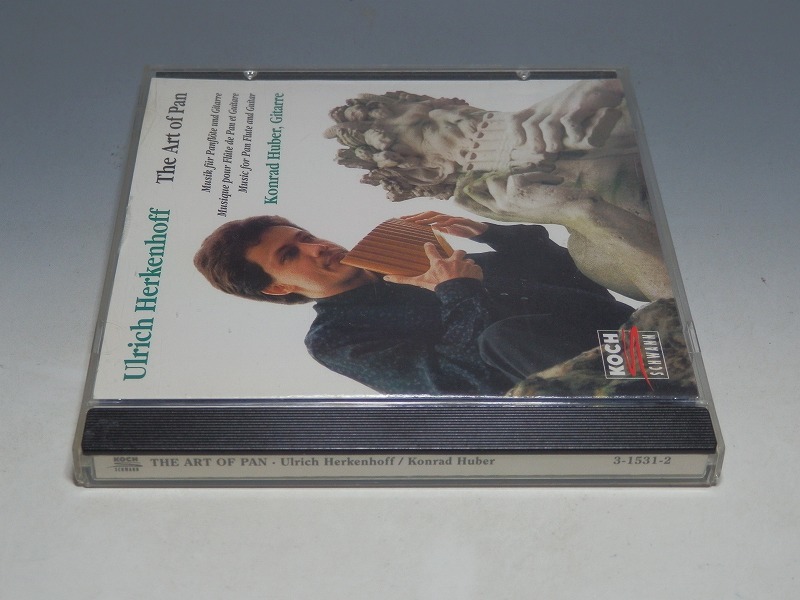 Ulrich Herkenhoff
The Art of Pan
Musik für Panflöte und Gitarre
Musique pour Flûte de Pan et Guitare
Music for Pan Flute and Guitar
Konrad Huber, Gitarre
KOCH
SCHWANN
KOCH
SCHWANN
THE ART OF PAN · Ulrich Herkenhoff / Konrad Huber
3-1531-2